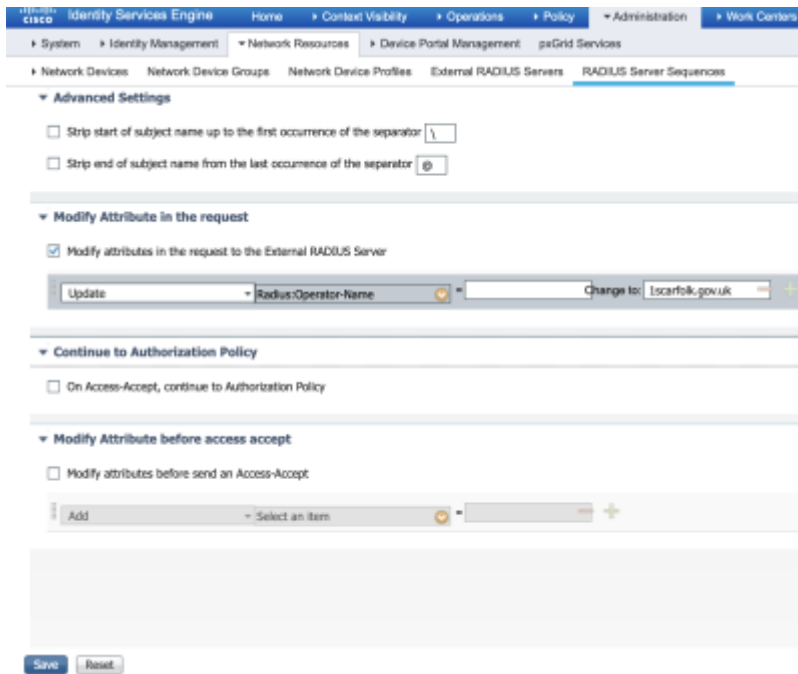 cisco Identity Services Engine Home Context Visibility Operations Policy Administration Work Centers
System Identity Management Network Resources Device Portal Management pxGrid Services
Network Devices Network Device Groups Network Device Profiles External RADIUS Servers RADIUS Server Sequences
Advanced Settings
Strip start of subject name up to the first occurrence of the separator \
Strip end of subject name from the last occurrence of the separator @
Modify Attribute in the request
Modify attributes in the request to the External RADIUS Server
Update Radius:Operator-Name = Change to: 1scarfolk.gov.uk
Continue to Authorization Policy
On Access-Accept, continue to Authorization Policy
Modify Attribute before access accept
Modify attributes before send an Access-Accept
Add Select an item =
Save Reset